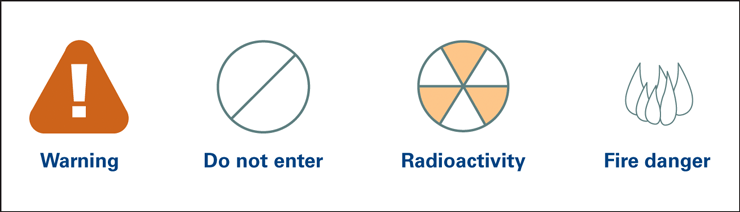 !
Warning
Do not enter
Radioactivity
Fire danger